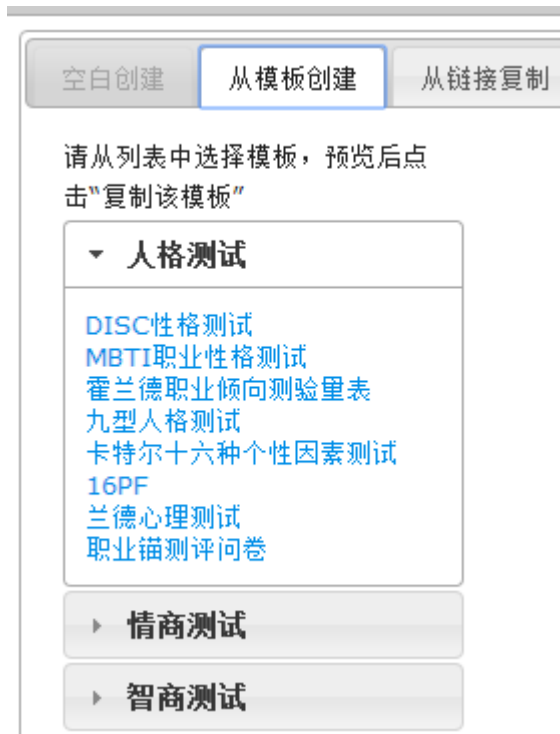 空白创建 从模板创建 从链接复制
请从列表中选择模板，预览后点
击“复制该模板”
人格测试
DISC性格测试
MBTI职业性格测试
霍兰德职业倾向测验量表
九型人格测试
卡特尔十六种个性因素测试
16PF
兰德心理测试
职业锚测评问卷
情商测试
智商测试